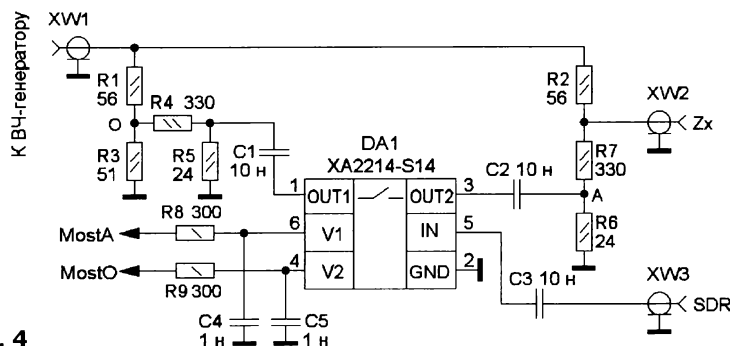 XW1
К ВЧ-генератору
R1
56
R4 330
O
R3
51
R5
24
C1
10 н
DA1
XA2214-S14
R2
56
XW2
Zx
R7
330
C2 10 н
A
R6
24
1
OUT1
OUT2
3
6
V1
IN
5
4
V2
GND
2
R8 300
MostA
MostO
R9 300
C4
1 н
C5
1 н
C3 10 н
XW3
SDR
. 4